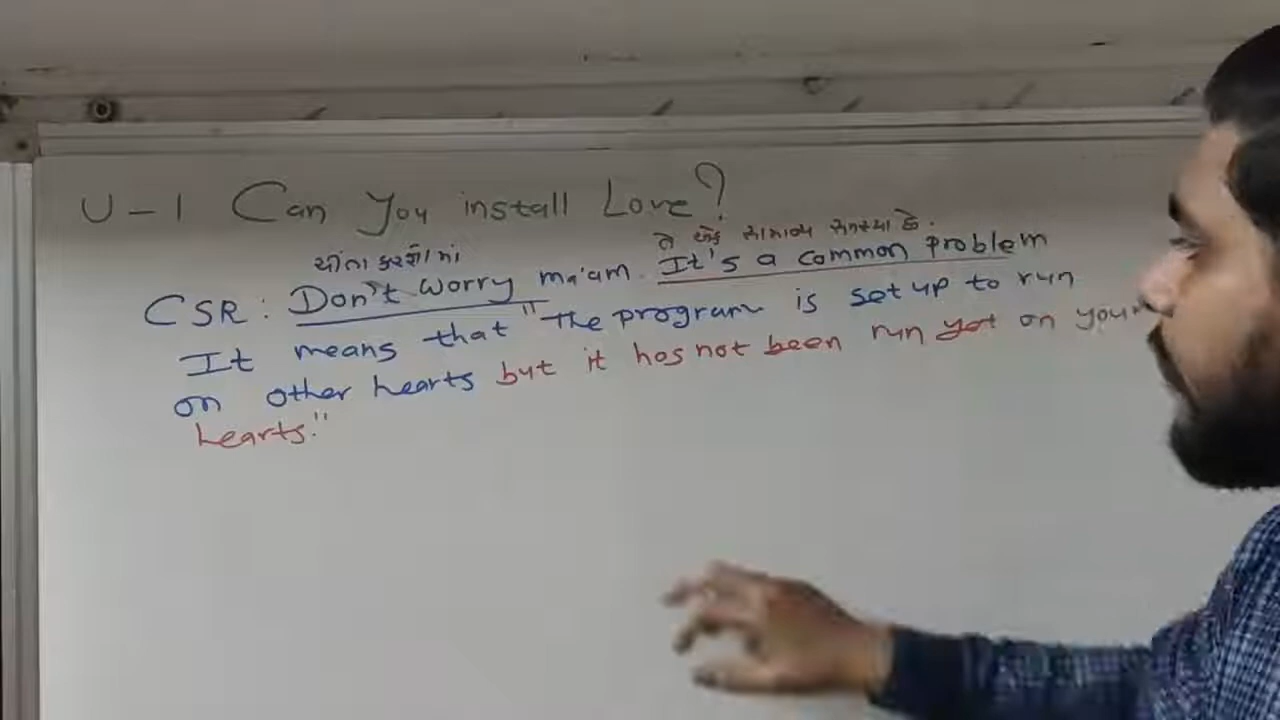 U-1 Can You install Love?
ચીંતા કરશોમાં
તે એક સામાન્ય સમસ્યા છે.
CSR: Don't worry ma'am. It's a common problem
It means that "The program is set up to run
on other hearts but it has not been run yet on your
hearts."